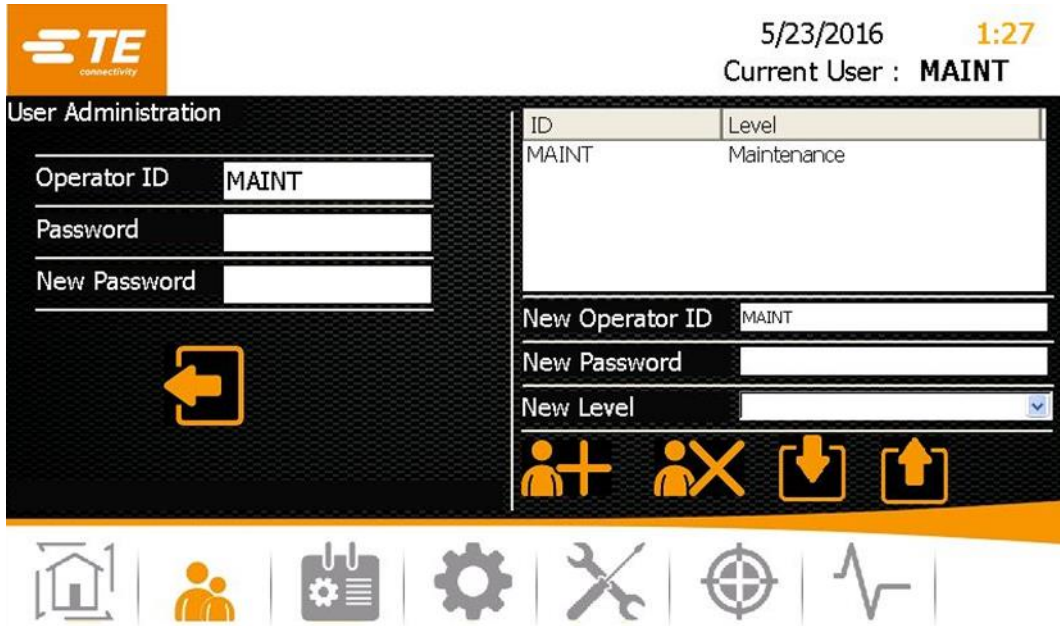 TE
connectivity
5/23/2016 1:27
Current User : MAINT
User Administration
Operator ID MAINT
Password
New Password
ID Level
MAINT Maintenance
New Operator ID MAINT
New Password
New Level